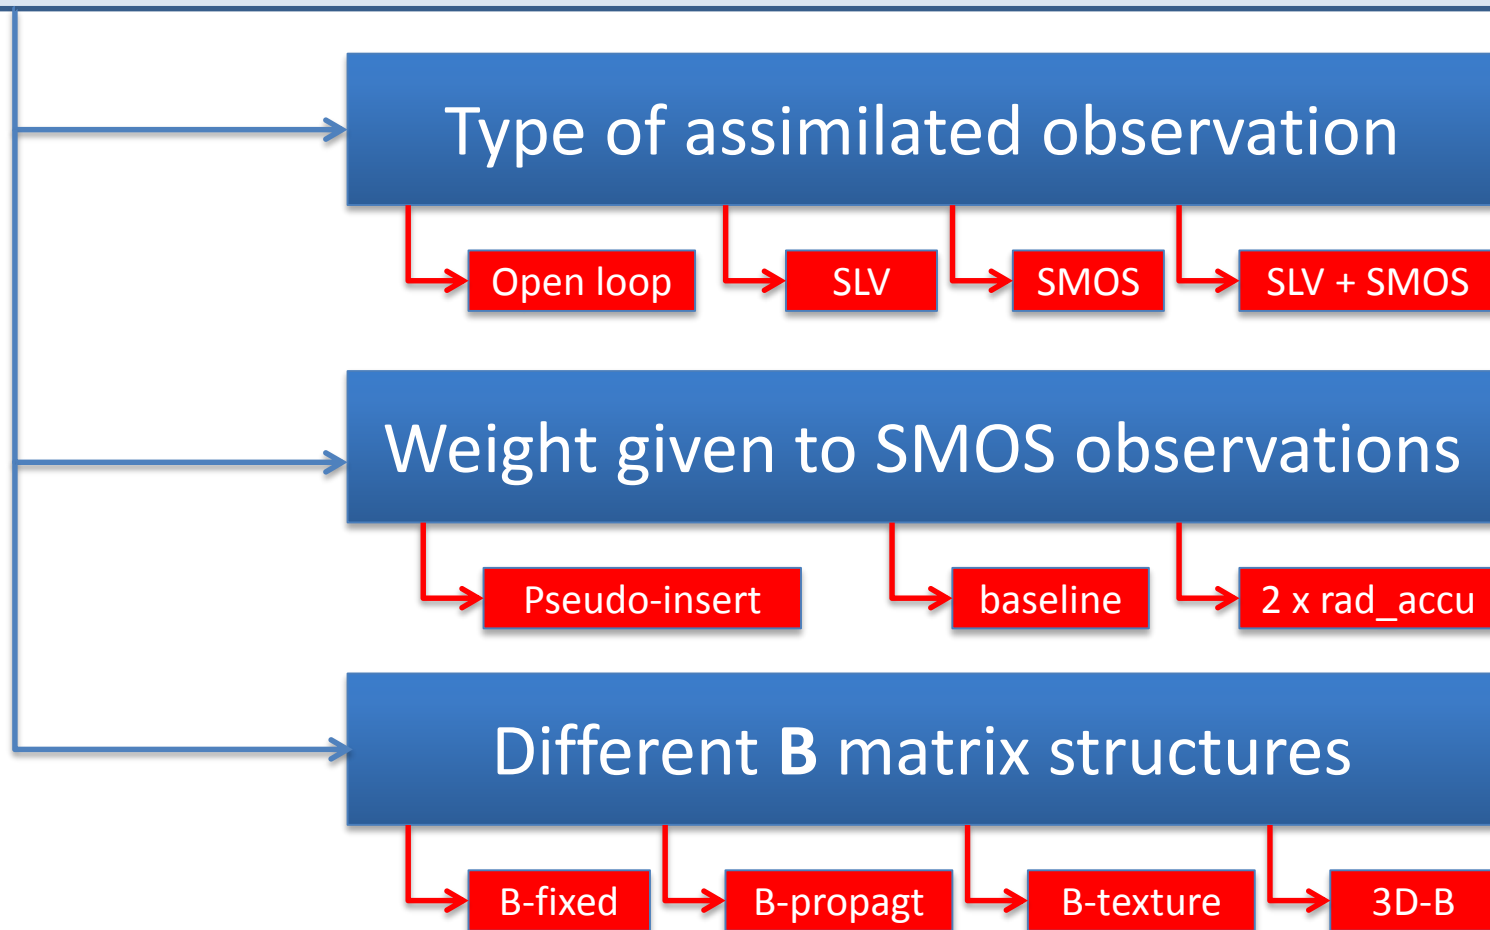 Type of assimilated observation
Open loop
SLV
SMOS
SLV + SMOS
Weight given to SMOS observations
Pseudo-insert
baseline
2 x rad_accu
Different B matrix structures
B-fixed
B-propagt
B-texture
3D-B